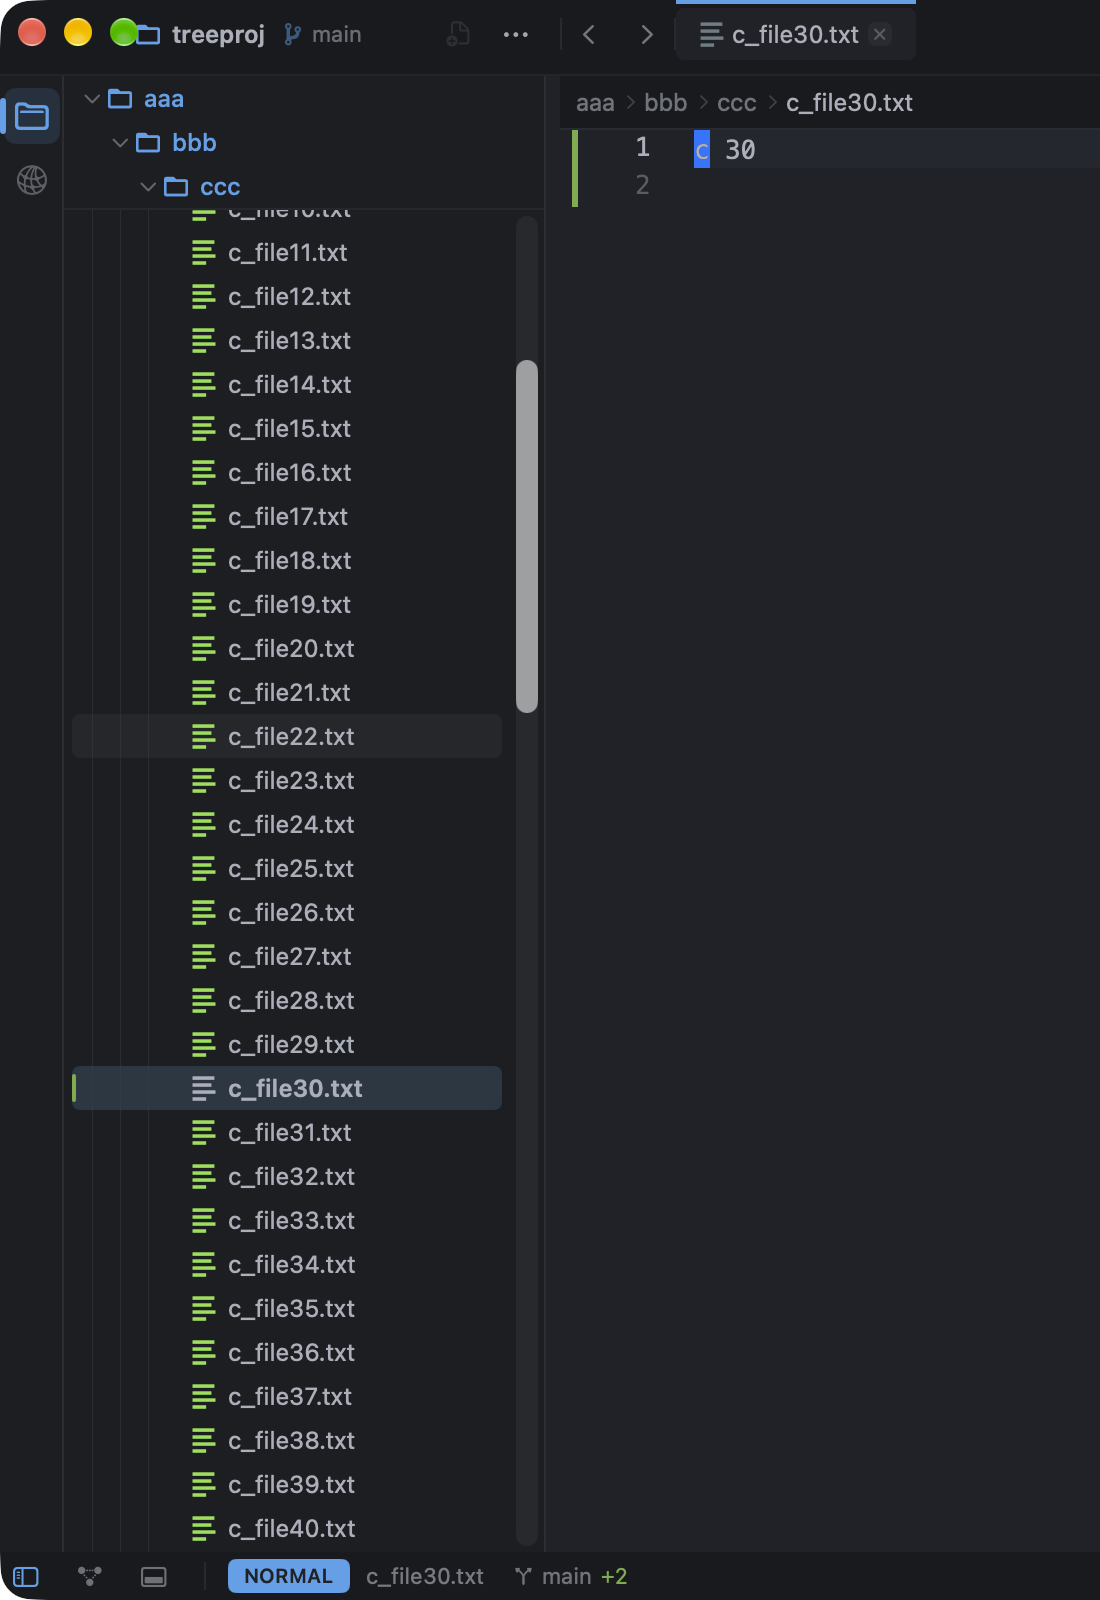 treeproj main
c_file30.txt
aaa
bbb
ccc
c_file10.txt
c_file11.txt
c_file12.txt
c_file13.txt
c_file14.txt
c_file15.txt
c_file16.txt
c_file17.txt
c_file18.txt
c_file19.txt
c_file20.txt
c_file21.txt
c_file22.txt
c_file23.txt
c_file24.txt
c_file25.txt
c_file26.txt
c_file27.txt
c_file28.txt
c_file29.txt
c_file30.txt
c_file31.txt
c_file32.txt
c_file33.txt
c_file34.txt
c_file35.txt
c_file36.txt
c_file37.txt
c_file38.txt
c_file39.txt
c_file40.txt
aaa > bbb > ccc > c_file30.txt
1 c 30
2
NORMAL c_file30.txt main +2